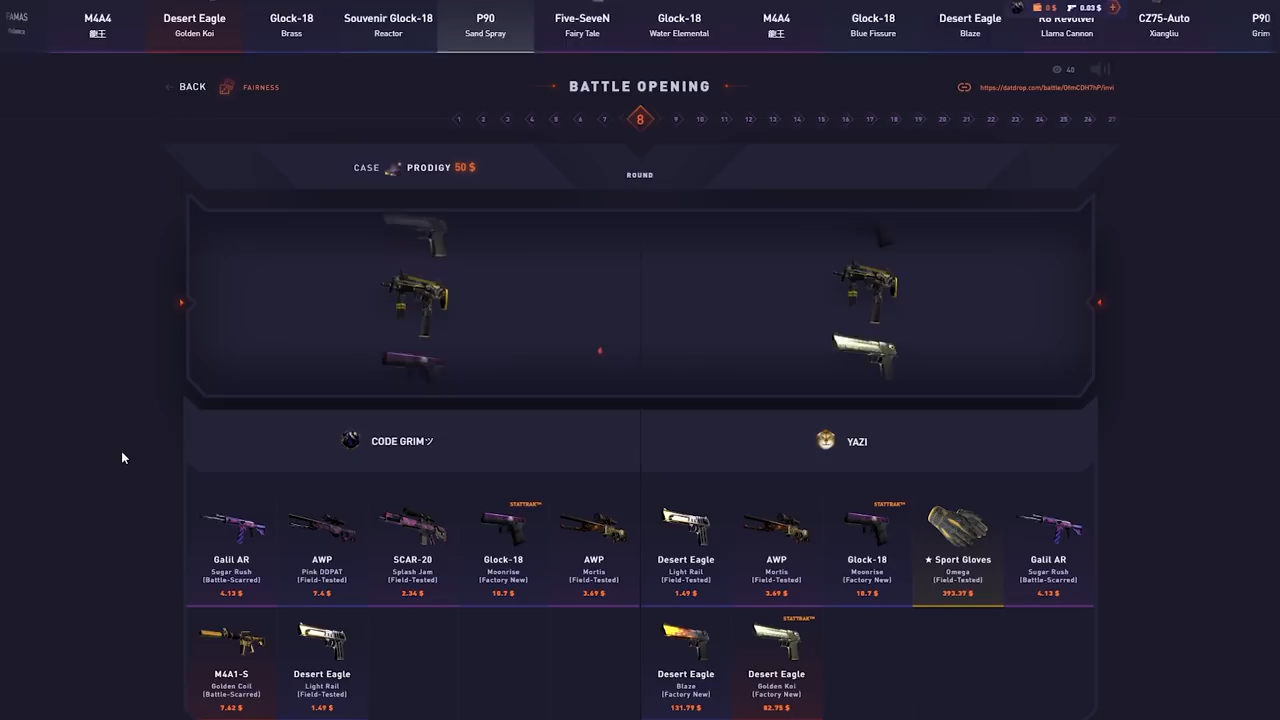 FAMAS
M4A4
龍王
Desert Eagle
Golden Koi
Glock-18
Brass
Souvenir Glock-18
Reactor
P90
Sand Spray
Five-SeveN
Fairy Tale
Glock-18
Water Elemental
M4A4
龍王
Glock-18
Blue Fissure
Desert Eagle
Blaze
R8 Revolver
Llama Cannon
CZ75-Auto
Xiangliu
P90
Grim
0 $
0.03 $
BACK
FAIRNESS
BATTLE OPENING
40
1 2 3 4 5 6 7 8 9 10 11 12 13 14 15 16 17 18 19 20 21 22 23 24 25 26 27
CASE PRODIGY 50 $
ROUND
CODE GRIMツ
YAZI
Galil AR
Sugar Rush
(Battle-Scarred)
4.13 $
AWP
Pink DDPAT
(Field-Tested)
7.4 $
SCAR-20
Splash Jam
(Field-Tested)
2.34 $
STATTRAK™
Glock-18
Moonrise
(Factory New)
10.7 $
AWP
Mortis
(Field-Tested)
3.69 $
Desert Eagle
Light Rail
(Field-Tested)
1.49 $
AWP
Mortis
(Field-Tested)
3.69 $
STATTRAK™
Glock-18
Moonrise
(Factory New)
10.7 $
★ Sport Gloves
Omega
(Field-Tested)
393.37 $
Galil AR
Sugar Rush
(Battle-Scarred)
4.13 $
M4A1-S
Golden Coil
(Battle-Scarred)
7.62 $
Desert Eagle
Light Rail
(Field-Tested)
1.49 $
Desert Eagle
Blaze
(Factory New)
131.79 $
STATTRAK™
Desert Eagle
Golden Koi
(Factory New)
82.75 $